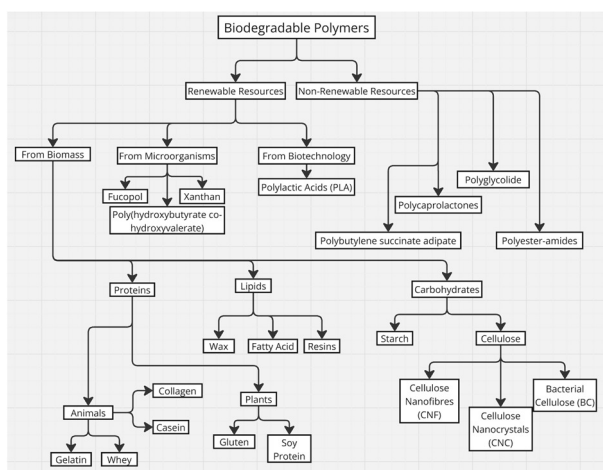 Biodegradable Polymers
Renewable Resources
Non-Renewable Resources
From Biomass
From Microorganisms
From Biotechnology
Fucopol
Xanthan
Polylactic Acids (PLA)
Poly(hydroxybutyrate co-
hydroxyvalerate)
Polyglycolide
Polycaprolactones
Polybutylene succinate adipate
Polyester-amides
Proteins
Lipids
Carbohydrates
Wax
Fatty Acid
Resins
Starch
Cellulose
Animals
Collagen
Casein
Gelatin
Whey
Plants
Gluten
Soy
Protein
Cellulose
Nanofibres
(CNF)
Cellulose
Nanocrystals
(CNC)
Bacterial
Cellulose (BC)